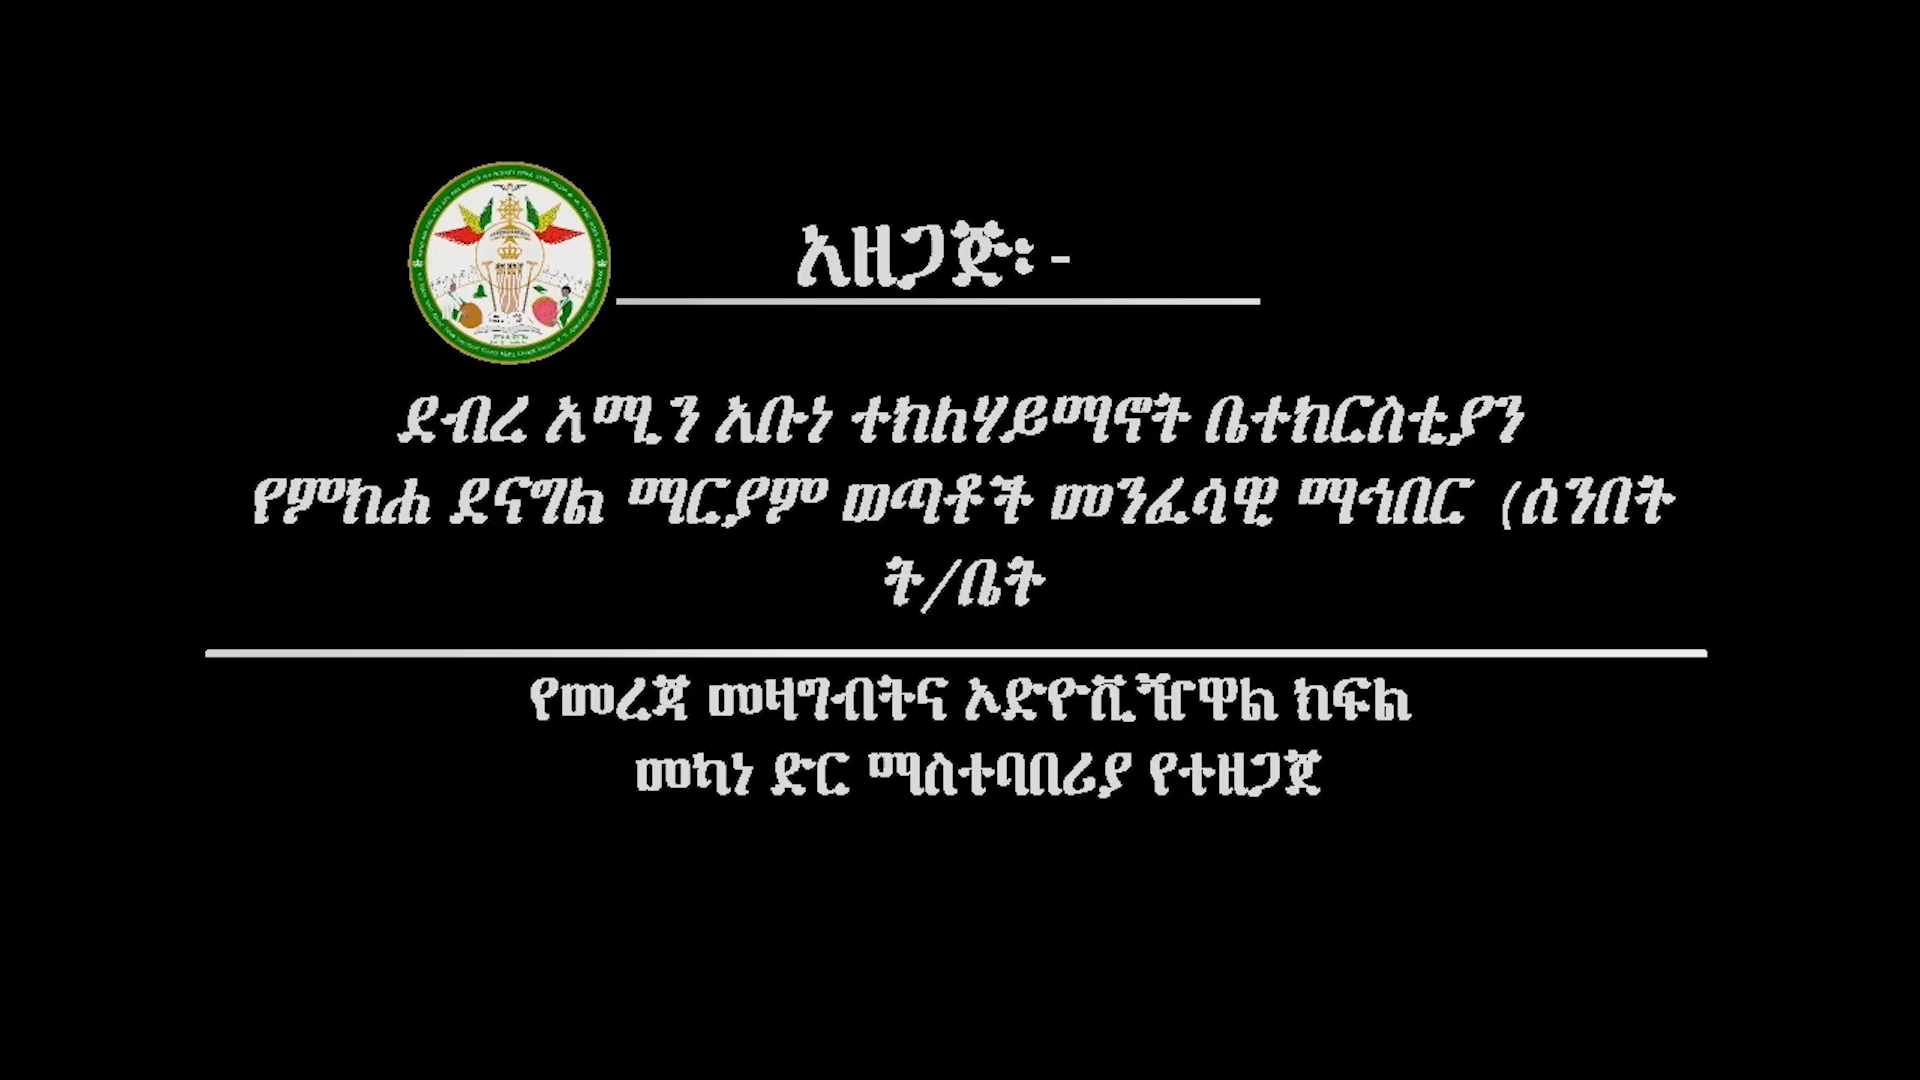 አዘጋጅ፡-
ደብረ አሚን አቡነ ተክለሃይማኖት ቤተክርስቲያን
የምክሐ ደናግል ማርያም ወጣቶች መንፈሳዊ ማኅበር (ሰንበት
ት/ቤት
የመረጃ መዛግብትና ኦድዮቪዥዋል ክፍል
መካነ ድር ማስተባበሪያ የተዘጋጀ